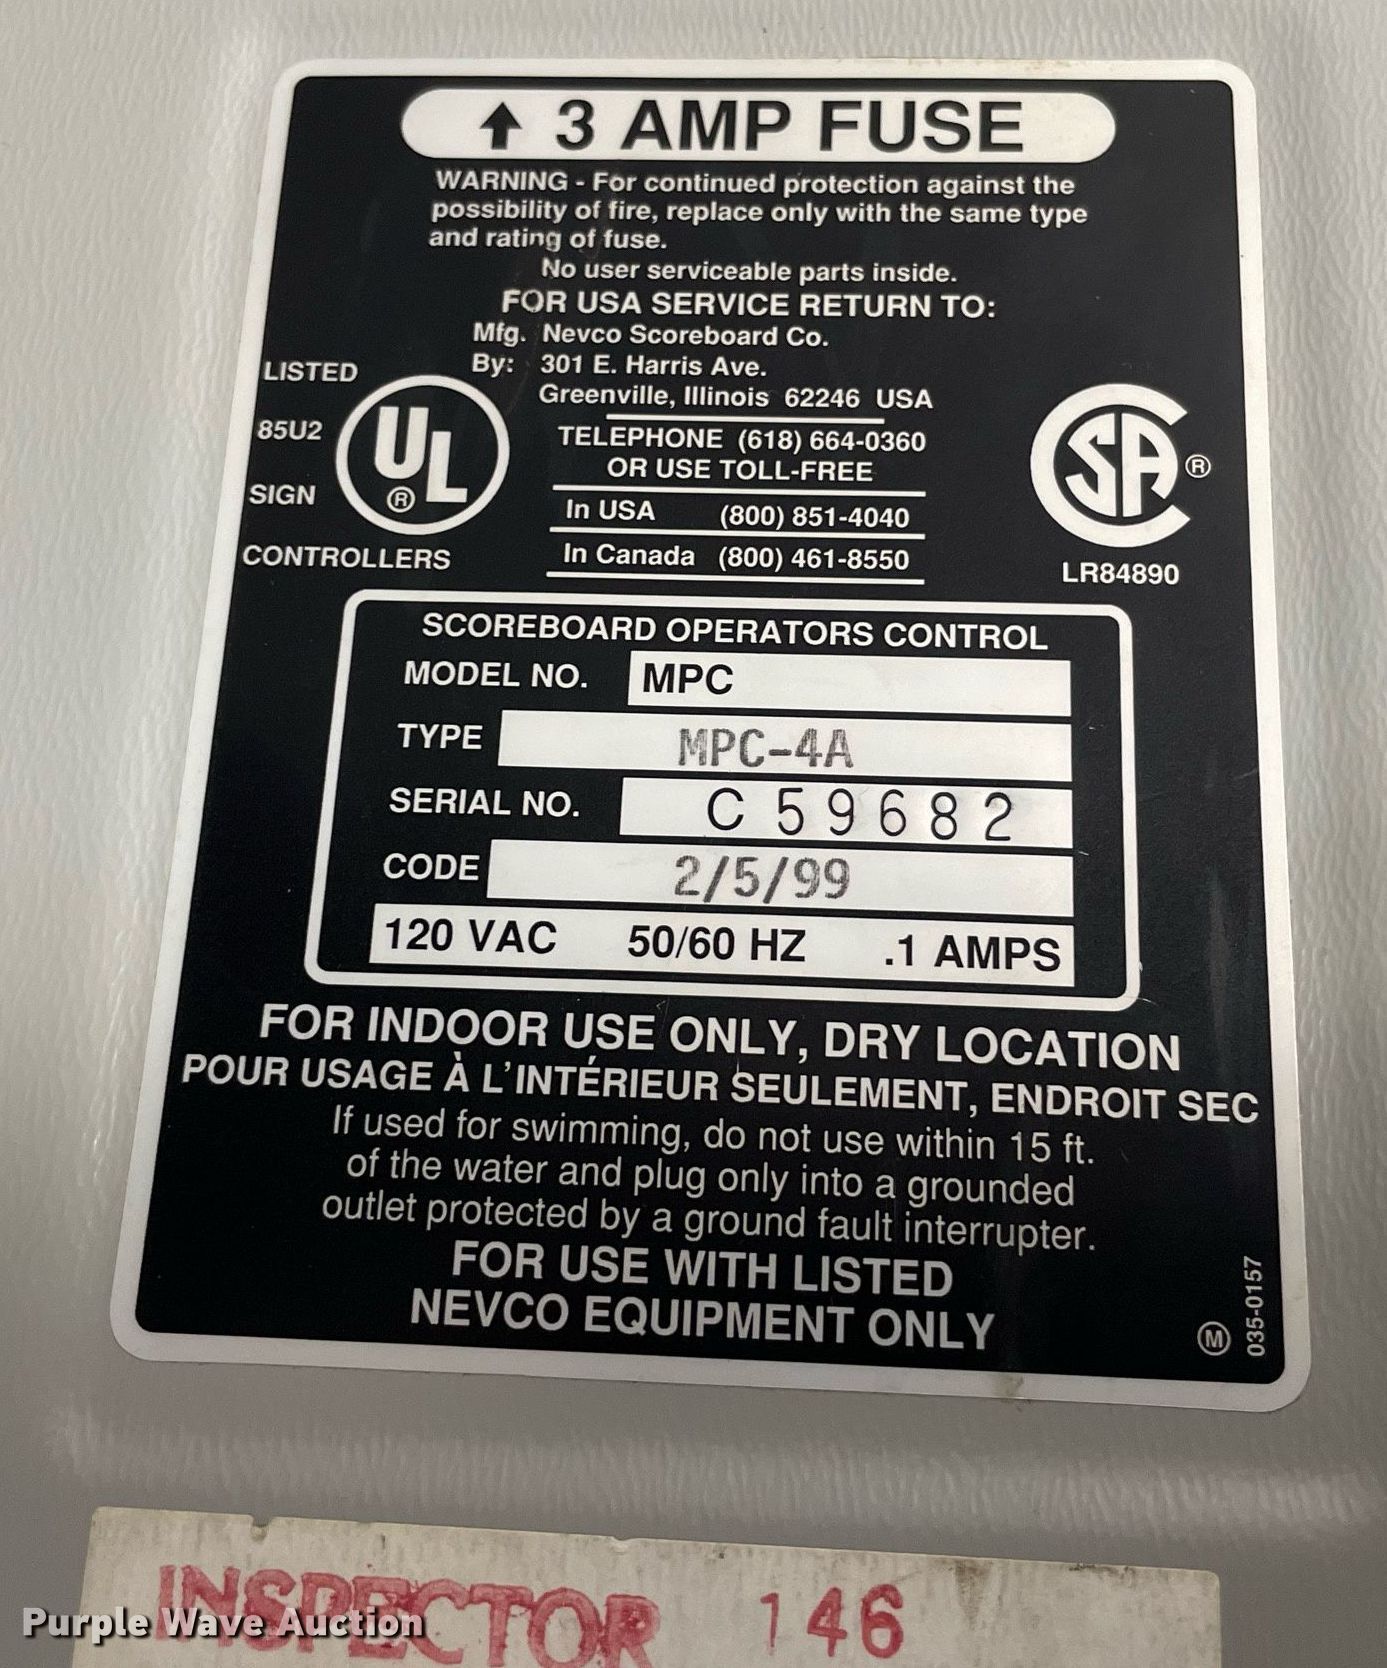 ↑ 3 AMP FUSE
WARNING - For continued protection against the
possibility of fire, replace only with the same type
and rating of fuse.
No user serviceable parts inside.
FOR USA SERVICE RETURN TO:
Mfg. Nevco Scoreboard Co.
By: 301 E. Harris Ave.
Greenville, Illinois 62246 USA
TELEPHONE (618) 664-0360
OR USE TOLL-FREE
In USA (800) 851-4040
In Canada (800) 461-8550
LISTED
85U2
SIGN
CONTROLLERS
UL ®
CSA ®
LR84890
SCOREBOARD OPERATORS CONTROL
MODEL NO. MPC
TYPE MPC-4A
SERIAL NO. C 59682
CODE 2/5/99
120 VAC 50/60 HZ .1 AMPS
FOR INDOOR USE ONLY, DRY LOCATION
POUR USAGE À L'INTÉRIEUR SEULEMENT, ENDROIT SEC
If used for swimming, do not use within 15 ft.
of the water and plug only into a grounded
outlet protected by a ground fault interrupter.
FOR USE WITH LISTED
NEVCO EQUIPMENT ONLY
Ⓜ 035-0157
INSPECTOR 146
Purple Wave Auction